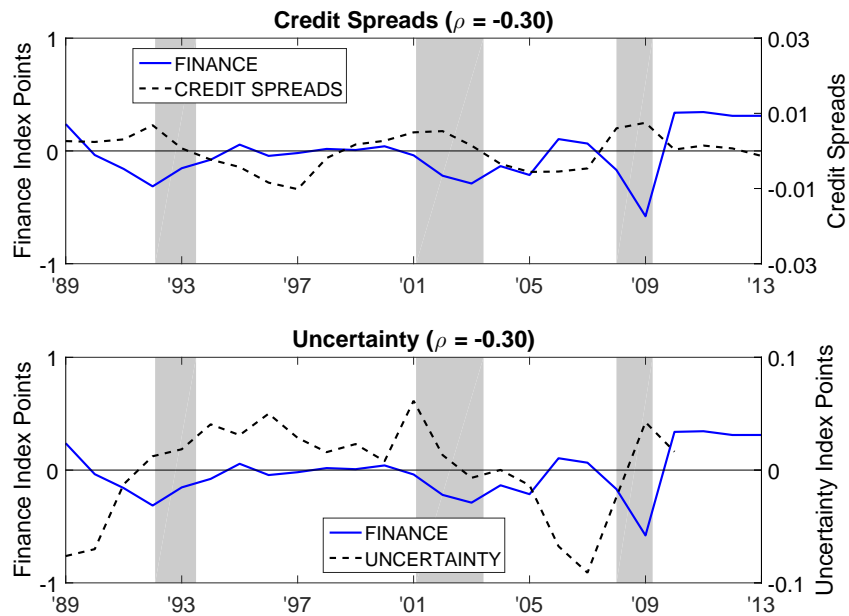 Credit Spreads (ρ = -0.30)
FINANCE
CREDIT SPREADS
Finance Index Points
1
0
-1
0.03
0.01
-0.01
-0.03
Credit Spreads
'89 '93 '97 '01 '05 '09 '13
Uncertainty (ρ = -0.30)
Finance Index Points
1
0
-1
0.1
0
-0.1
Uncertainty Index Points
FINANCE
UNCERTAINTY
'89 '93 '97 '01 '05 '09 '13